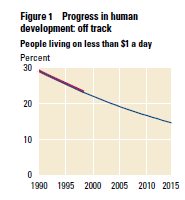 Figure 1 Progress in human
development: off track
People living on less than $1 a day
Percent
30
20
10
0
1990 1995 2000 2005 2010 2015